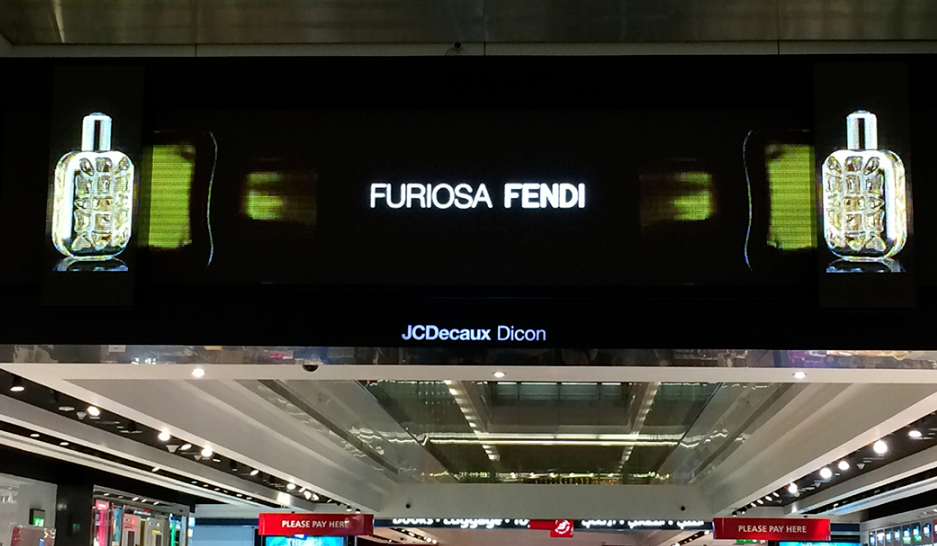 FURIOSA FENDI
JCDecaux Dicon
PLEASE PAY HERE
PLEASE PAY HERE